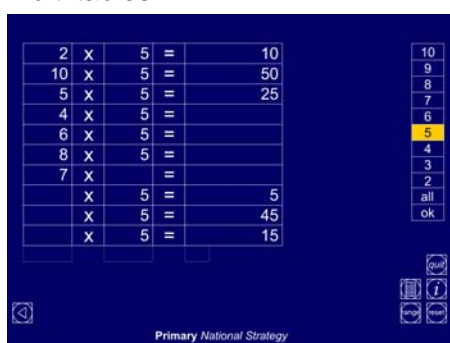 2 x 5 = 10
10 x 5 = 50
5 x 5 = 25
4 x 5 =
6 x 5 =
8 x 5 =
7 x =
x 5 = 5
x 5 = 45
x 5 = 15
10
9
8
7
6
5
4
3
2
all
ok
quit
i
range reset
Primary National Strategy